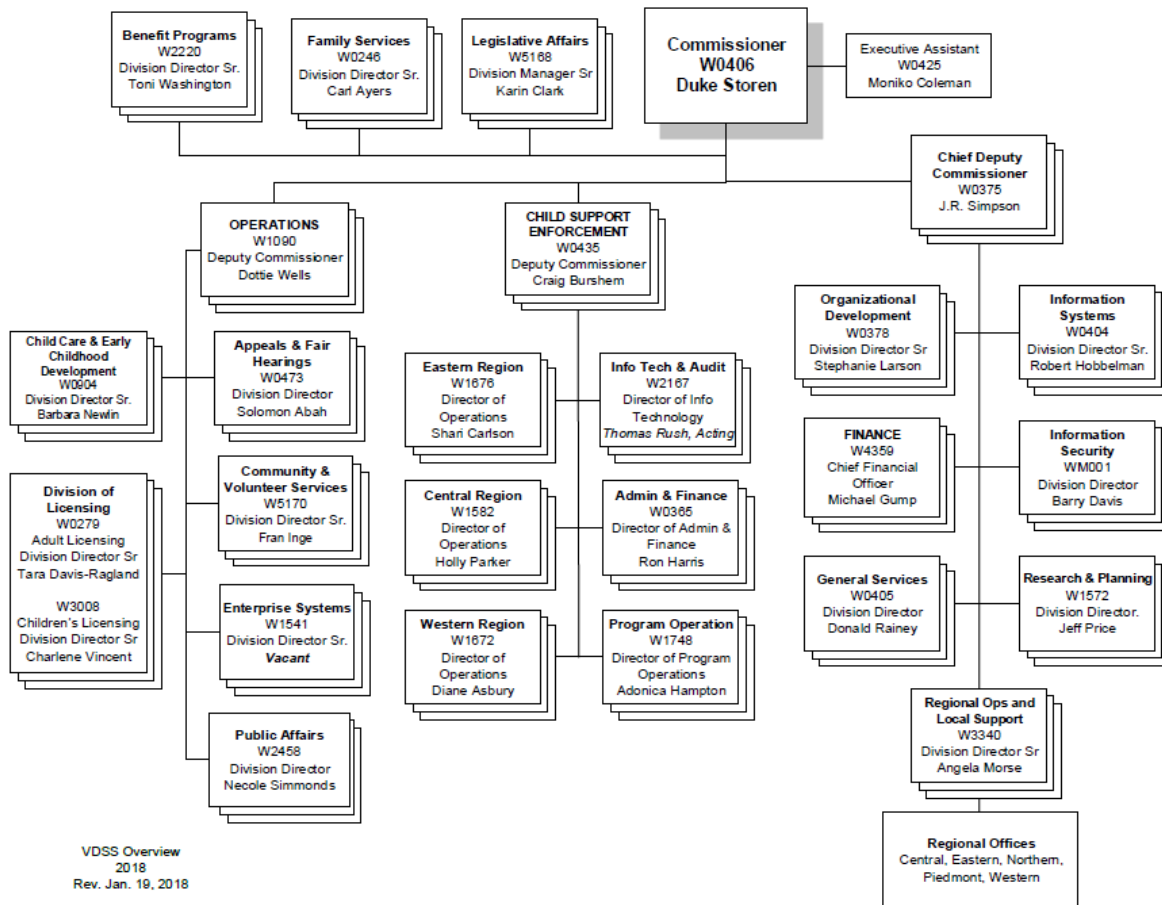 Benefit Programs
W2220
Division Director Sr.
Toni Washington
Family Services
W0246
Division Director Sr.
Carl Ayers
Legislative Affairs
W5168
Division Manager Sr
Karin Clark
Commissioner
W0406
Duke Storen
Executive Assistant
W0425
Moniko Coleman
Chief Deputy
Commissioner
W0375
J.R. Simpson
OPERATIONS
W1090
Deputy Commissioner
Dottie Wells
CHILD SUPPORT
ENFORCEMENT
W0435
Deputy Commissioner
Craig Burshem
Child Care & Early
Childhood
Development
W0904
Division Director Sr.
Barbara Newlin
Appeals & Fair
Hearings
W0473
Division Director
Solomon Abah
Division of
Licensing
W0279
Adult Licensing
Division Director Sr
Tara Davis-Ragland
W3008
Children's Licensing
Division Director Sr
Charlene Vincent
Community &
Volunteer Services
W5170
Division Director Sr.
Fran Inge
Enterprise Systems
W1541
Division Director Sr.
Vacant
Public Affairs
W2458
Division Director
Necole Simmonds
Eastern Region
W1676
Director of
Operations
Shari Carlson
Info Tech & Audit
W2167
Director of Info
Technology
Thomas Rush, Acting
Central Region
W1582
Director of
Operations
Holly Parker
Admin & Finance
W0365
Director of Admin &
Finance
Ron Harris
Western Region
W1672
Director of
Operations
Diane Asbury
Program Operation
W1748
Director of Program
Operations
Adonica Hampton
Organizational
Development
W0378
Division Director Sr
Stephanie Larson
Information
Systems
W0404
Division Director Sr.
Robert Hobbelman
FINANCE
W4359
Chief Financial
Officer
Michael Gump
Information
Security
WM001
Division Director
Barry Davis
General Services
W0405
Division Director
Donald Rainey
Research & Planning
W1572
Division Director.
Jeff Price
Regional Ops and
Local Support
W3340
Division Director Sr
Angela Morse
Regional Offices
Central, Eastern, Northern,
Piedmont, Western
VDSS Overview
2018
Rev. Jan. 19, 2018